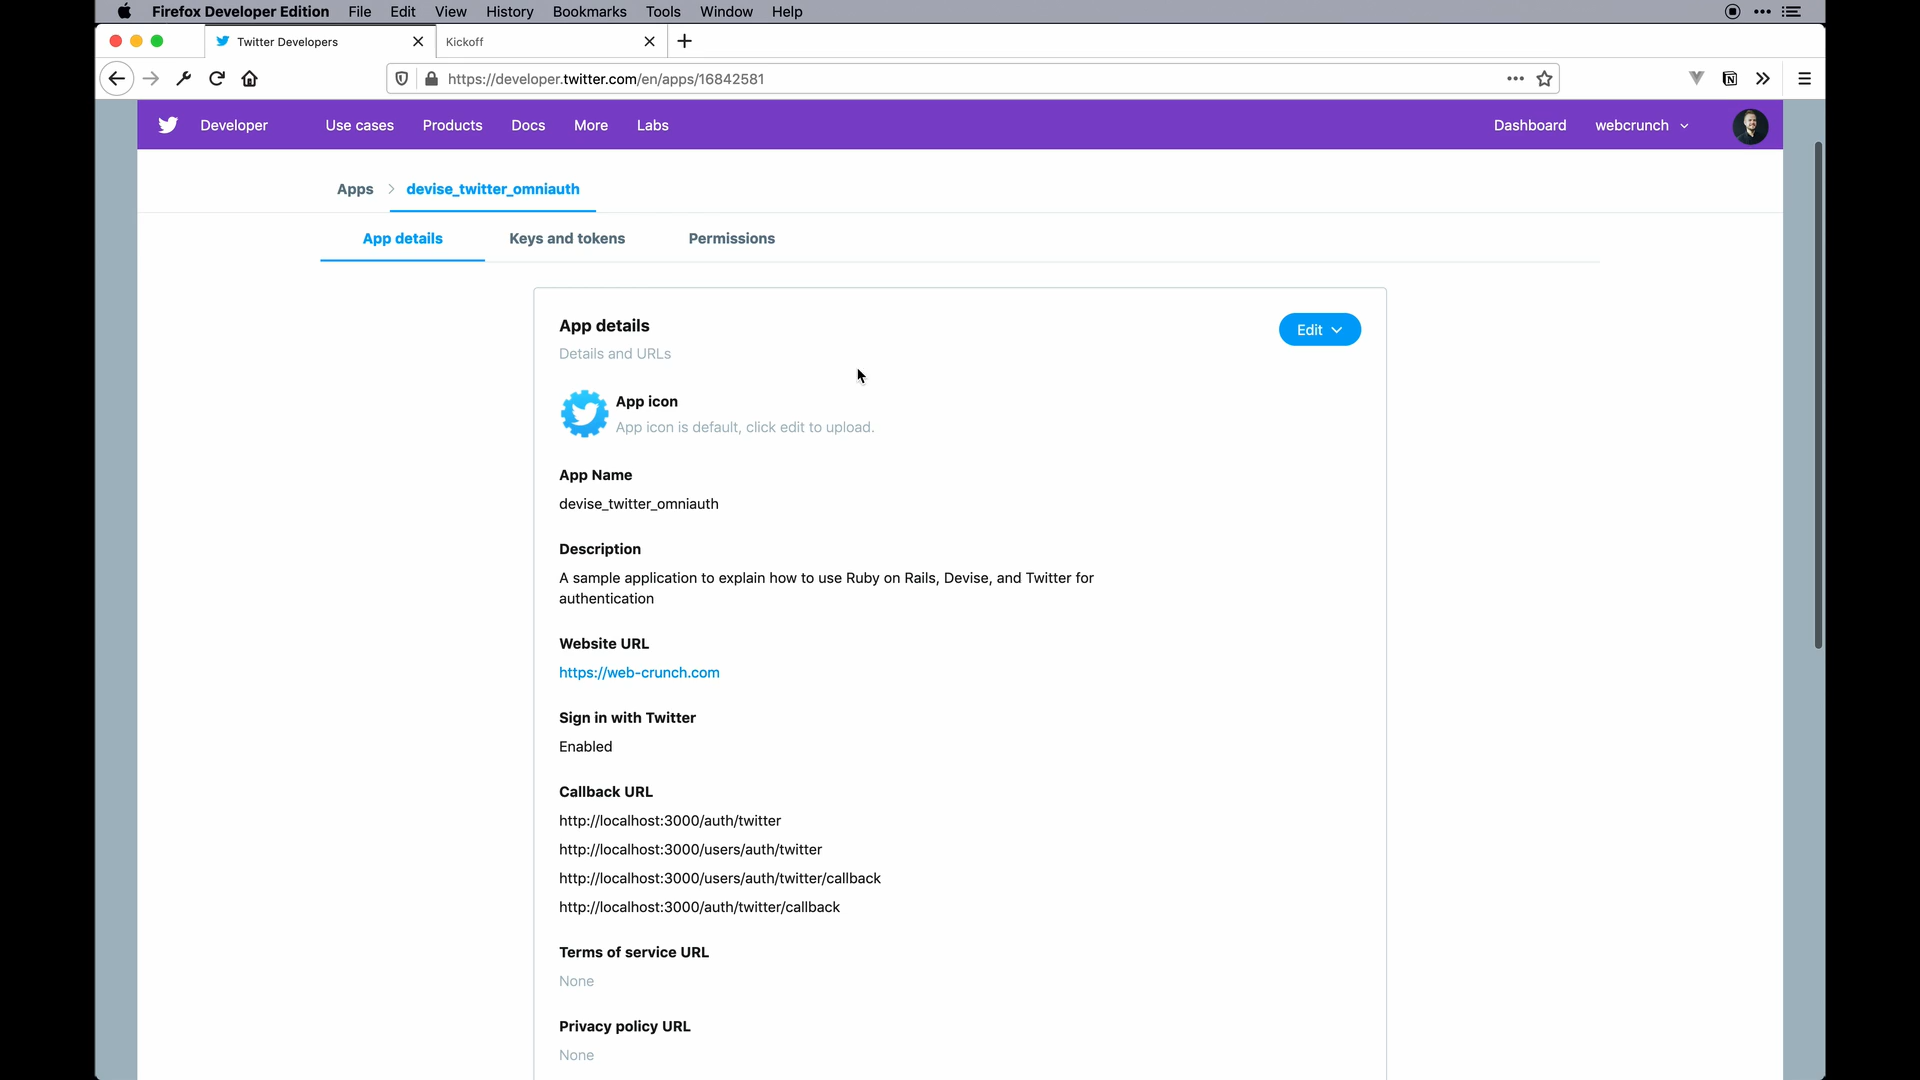 Firefox Developer Edition File Edit View History Bookmarks Tools Window Help
Twitter Developers Kickoff
https://developer.twitter.com/en/apps/16842581
Developer Use cases Products Docs More Labs Dashboard webcrunch
Apps devise_twitter_omniauth
App details Keys and tokens Permissions
App details
Edit
Details and URLs
App icon
App icon is default, click edit to upload.
App Name
devise_twitter_omniauth
Description
A sample application to explain how to use Ruby on Rails, Devise, and Twitter for
authentication
Website URL
https://web-crunch.com
Sign in with Twitter
Enabled
Callback URL
http://localhost:3000/auth/twitter
http://localhost:3000/users/auth/twitter
http://localhost:3000/users/auth/twitter/callback
http://localhost:3000/auth/twitter/callback
Terms of service URL
None
Privacy policy URL
None